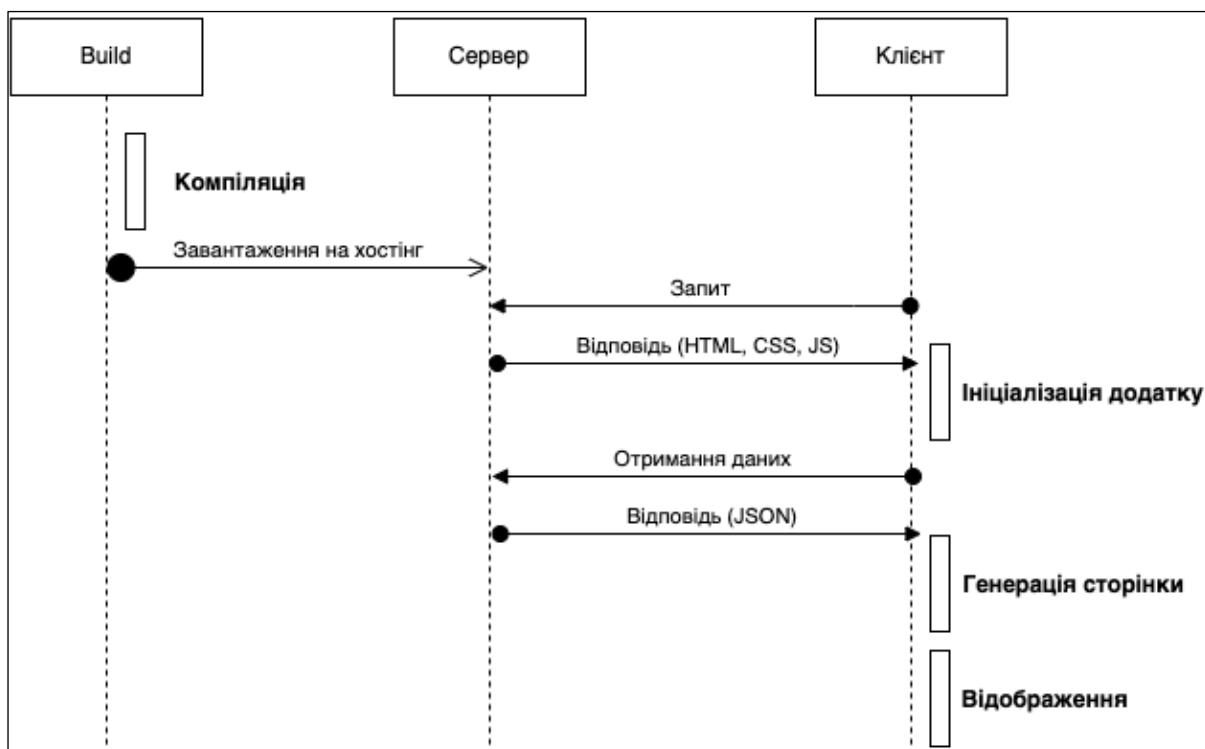 Build
Сервер
Клієнт
Компіляція
Завантаження на хостінг
Запит
Відповідь (HTML, CSS, JS)
Ініціалізація додатку
Отримання даних
Відповідь (JSON)
Генерація сторінки
Відображення